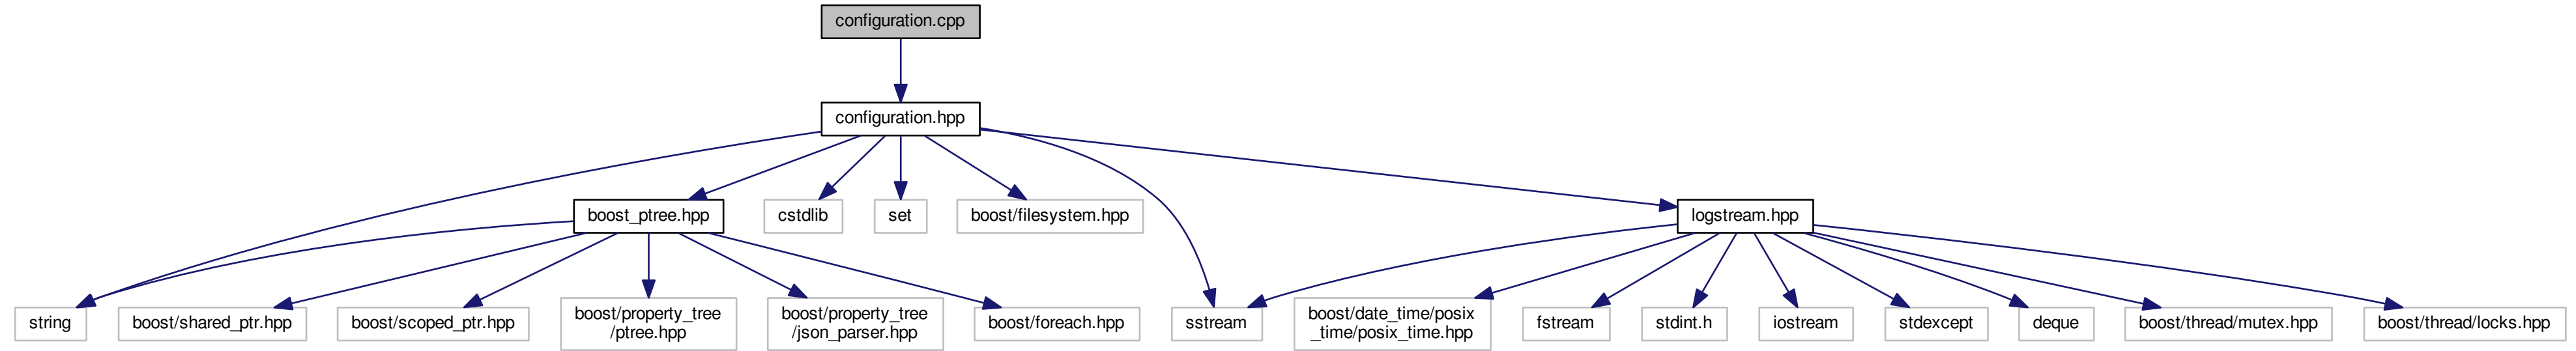 configuration.cpp
configuration.hpp
boost_ptree.hpp
cstdlib
set
boost/filesystem.hpp
logstream.hpp
string
boost/shared_ptr.hpp
boost/scoped_ptr.hpp
boost/property_tree
/ptree.hpp
boost/property_tree
/json_parser.hpp
boost/foreach.hpp
sstream
boost/date_time/posix
_time/posix_time.hpp
fstream
stdint.h
iostream
stdexcept
deque
boost/thread/mutex.hpp
boost/thread/locks.hpp